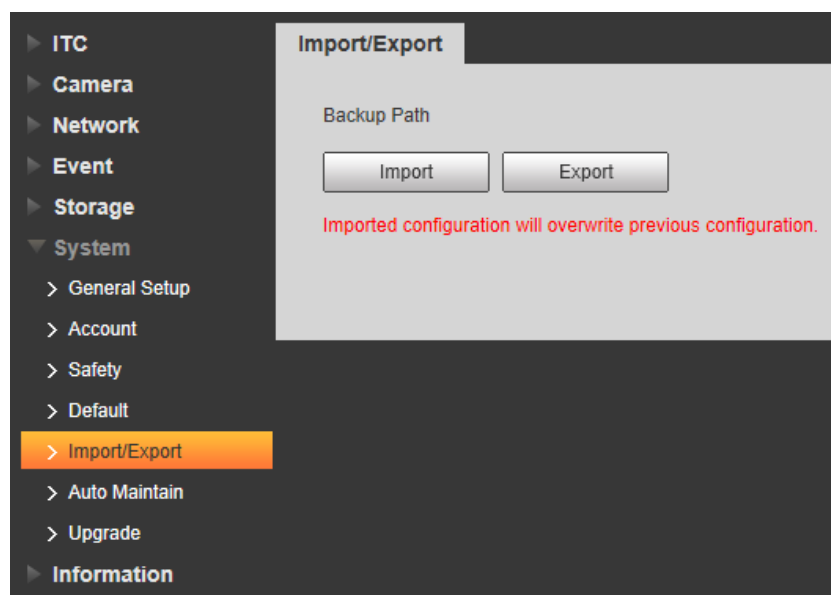 ITC
Camera
Network
Event
Storage
System
General Setup
Account
Safety
Default
Import/Export
Auto Maintain
Upgrade
Information
Import/Export
Backup Path
Import
Export
Imported configuration will overwrite previous configuration.